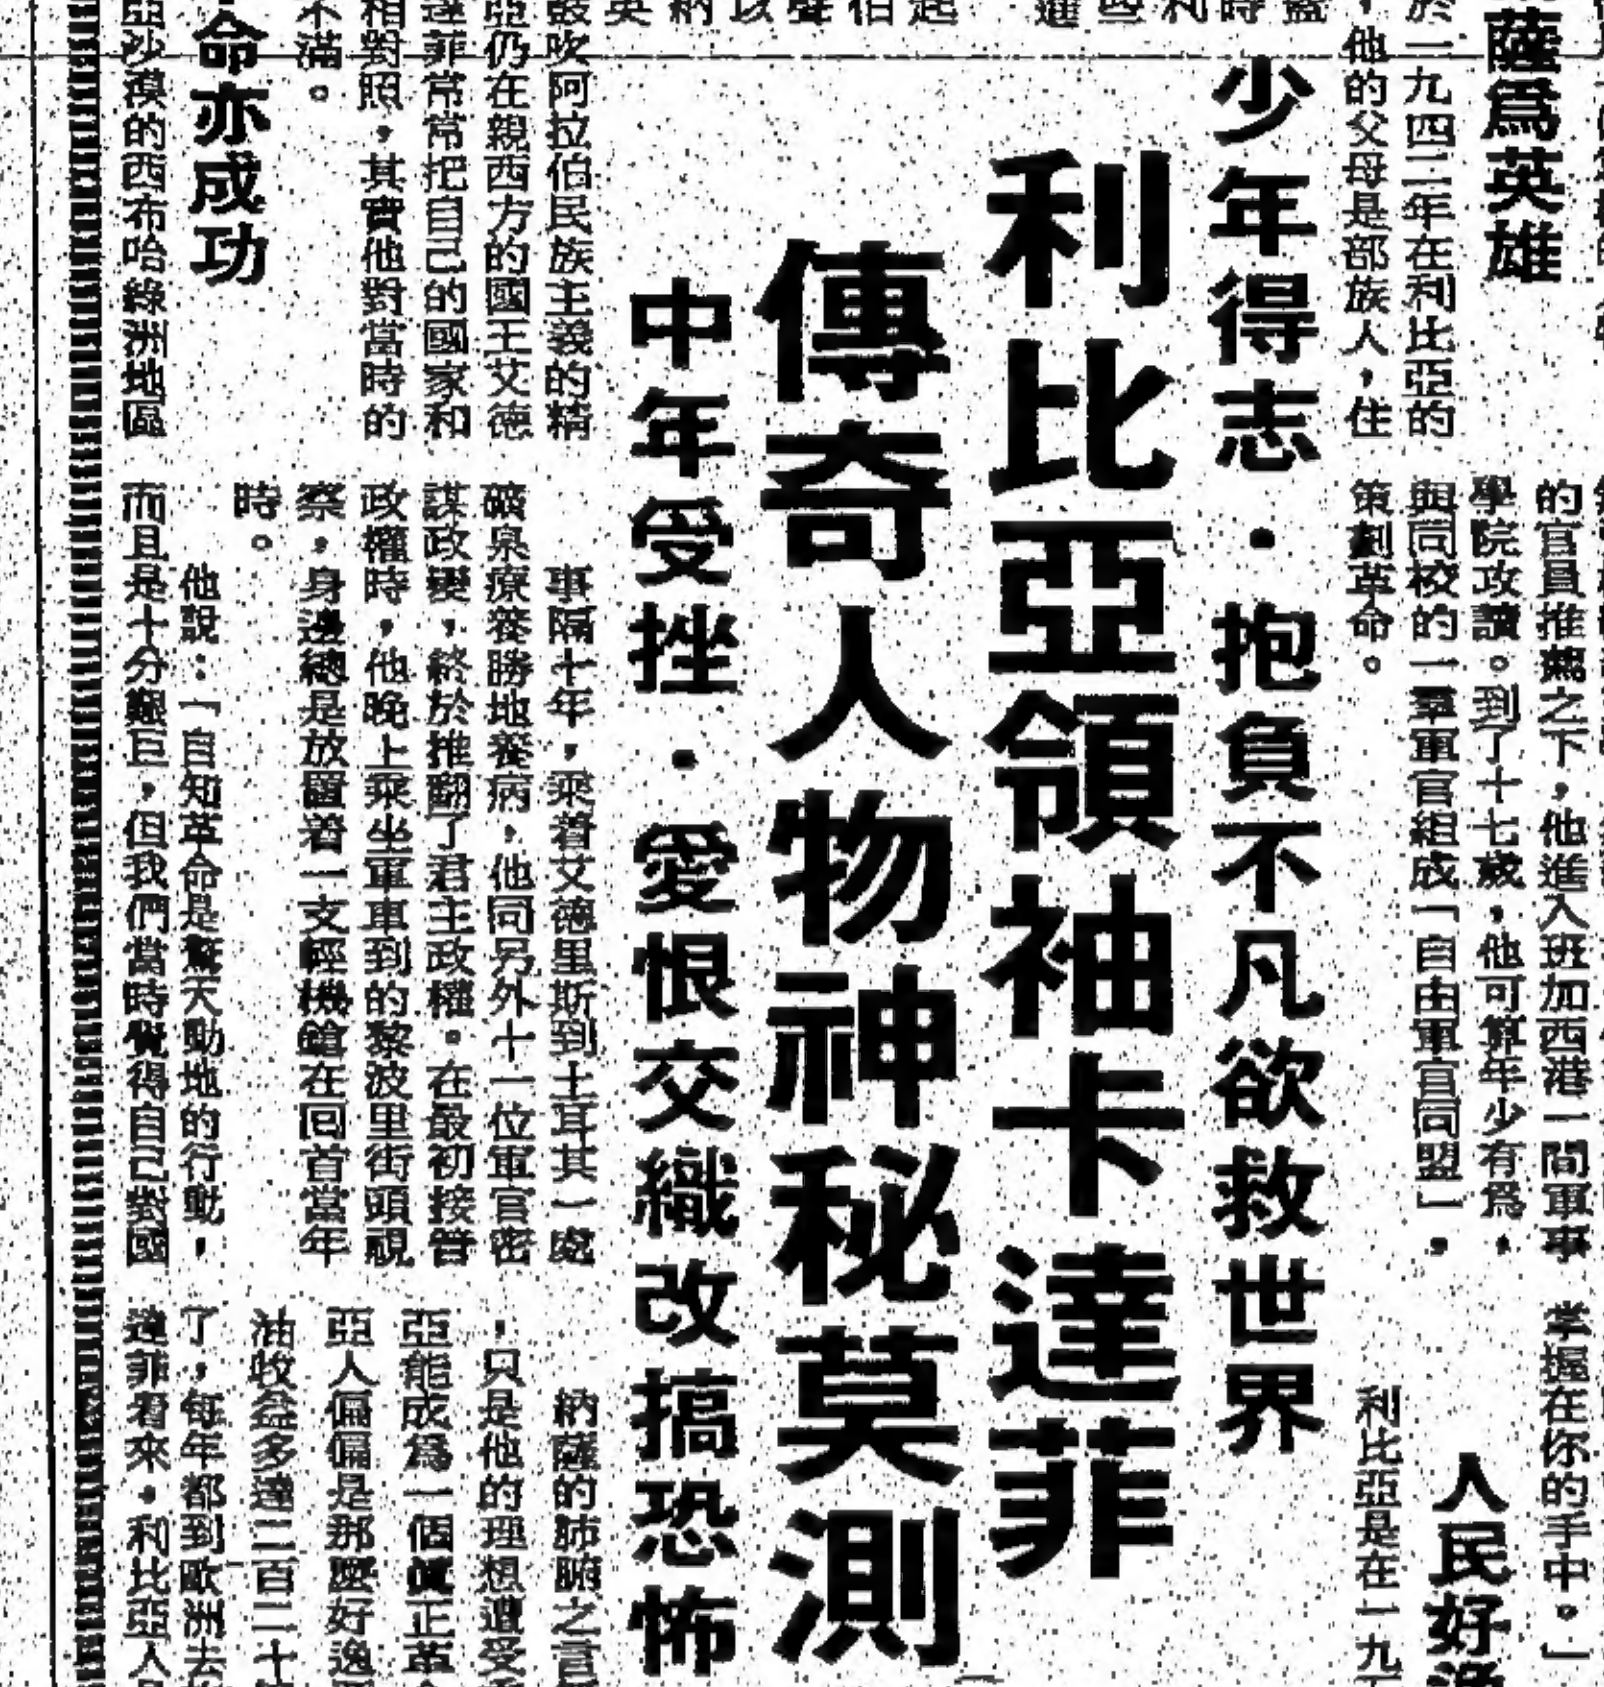 薩爲英雄
於一九四二年在利比亞的
，他的父母是部族人，住
的官員推薦之下，他進入班加西港一間軍事
學院攻讀。到了十七歲，他可算年少有爲，
與同校的一羣軍官組成「自由軍官同盟」，
策劃革命。
掌握在你的手中。」
人民好
利比亞是在一九
少年得志・抱負不凡欲救世界
利比亞領袖卡達菲
傳奇人物神秘莫測
中年受挫・愛恨交織改搞恐怖
鼓吹阿拉伯民族主義的精
亞仍在親西方的國王艾德
達菲常常把自己的國家和
相對照，其實他對當時的
不滿。
命亦成功
亞沙漠的西布哈綠洲地區
事隔十年，乘着艾德里斯到土耳其一處
礦泉療養勝地養病，他同另外十一位軍官密
謀政變，終於推翻了君主政權。在最初接管
政權時，他晚上乘坐軍車到的黎波里街頭視
察，身邊總是放置着一支輕機鎗在回首當年
時。
他說：「自知革命是驚天動地的行動，
而且是十分艱巨，但我們當時覺得自己對國
納薩的肺腑之言
，只是他的理想遭受
亞能成爲一個眞正革
亞人偏偏是那麼好逸
油收益多達二百二十
了，每年都到歐洲去
達菲看來，利比亞人